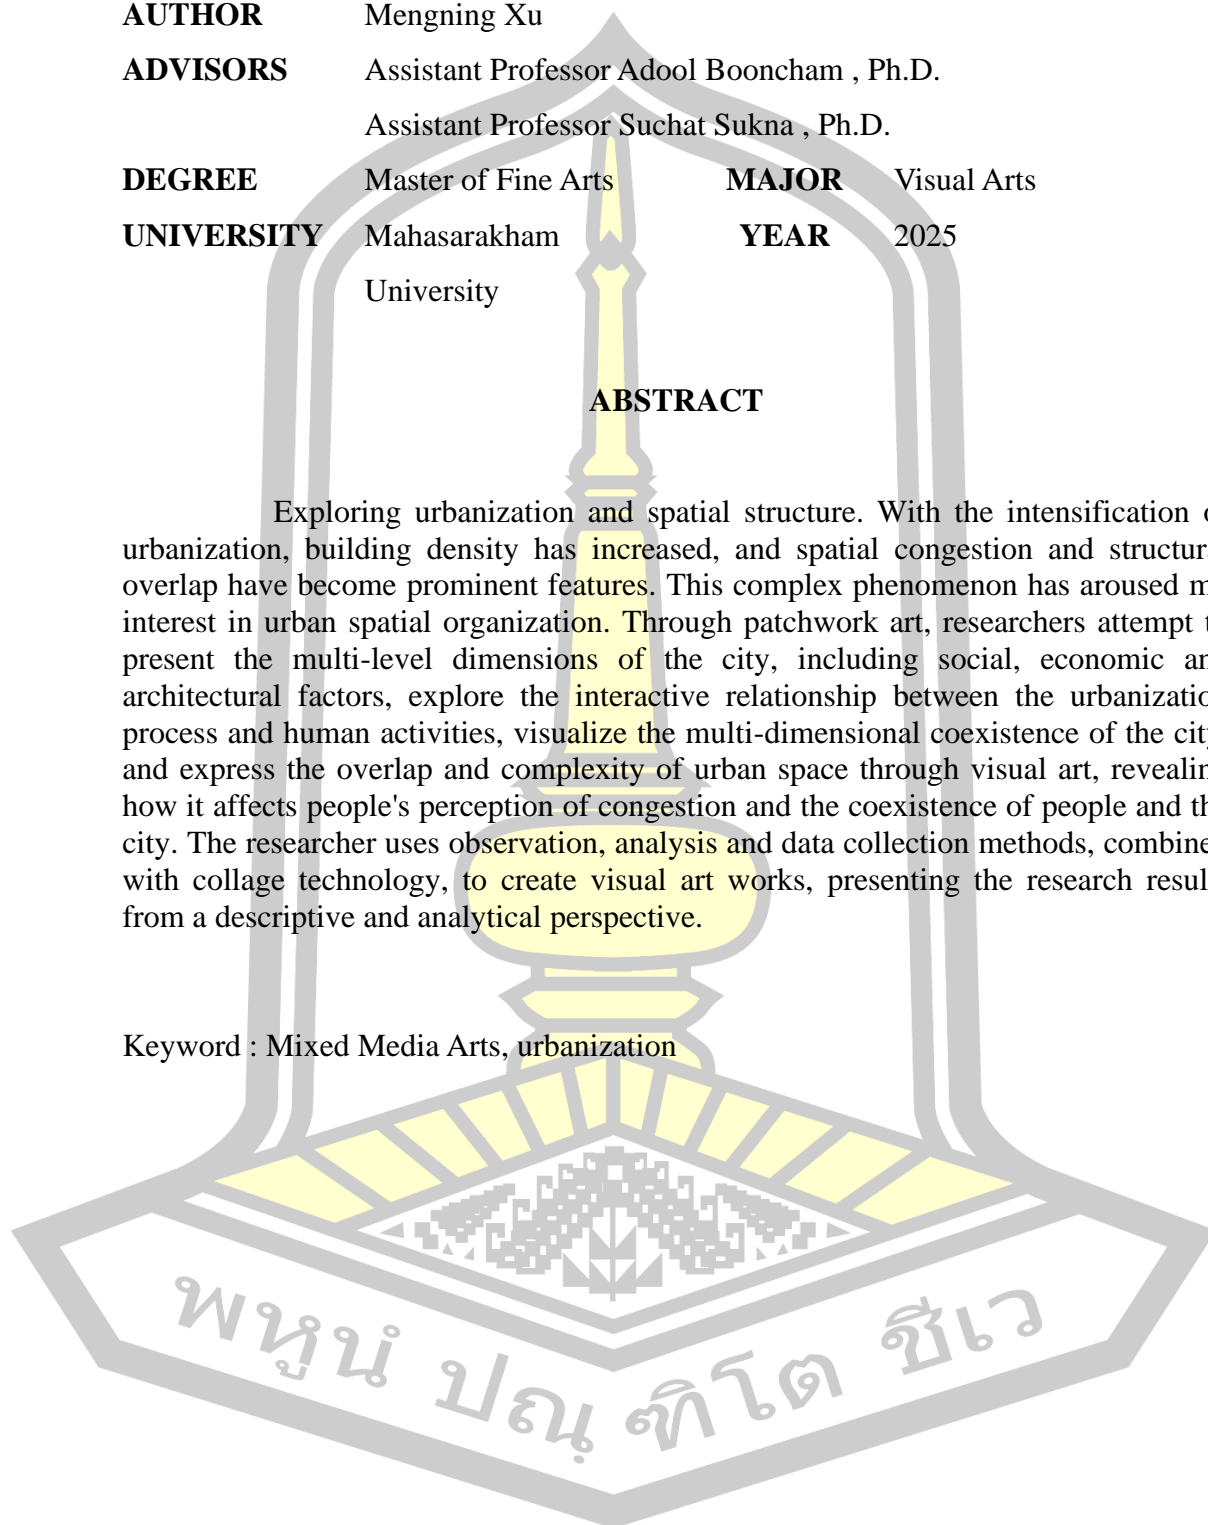 AUTHOR Mengning Xu
ADVISORS Assistant Professor Adool Booncham , Ph.D.
Assistant Professor Suchat Sukna , Ph.D.
DEGREE Master of Fine Arts MAJOR Visual Arts
UNIVERSITY Mahasarakham YEAR 2025
University
ABSTRACT
Exploring urbanization and spatial structure. With the intensification
urbanization, building density has increased, and spatial congestion and
overlap have become prominent features. This complex phenomenon has aroused
interest in urban spatial organization. Through patchwork art, researchers attempt
present the multi-level dimensions of the city, including social, economic
architectural factors, explore the interactive relationship between the
process and human activities, visualize the multi-dimensional coexistence of the city
and express the overlap and complexity of urban space through visual art,
how it affects people's perception of congestion and the coexistence of people and
city. The researcher uses observation, analysis and data collection methods,
with collage technology, to create visual art works, presenting the research
from a descriptive and analytical perspective.
Keyword : Mixed Media Arts, urbanization
พหูนํ ปณฺฑิโต ชีเว